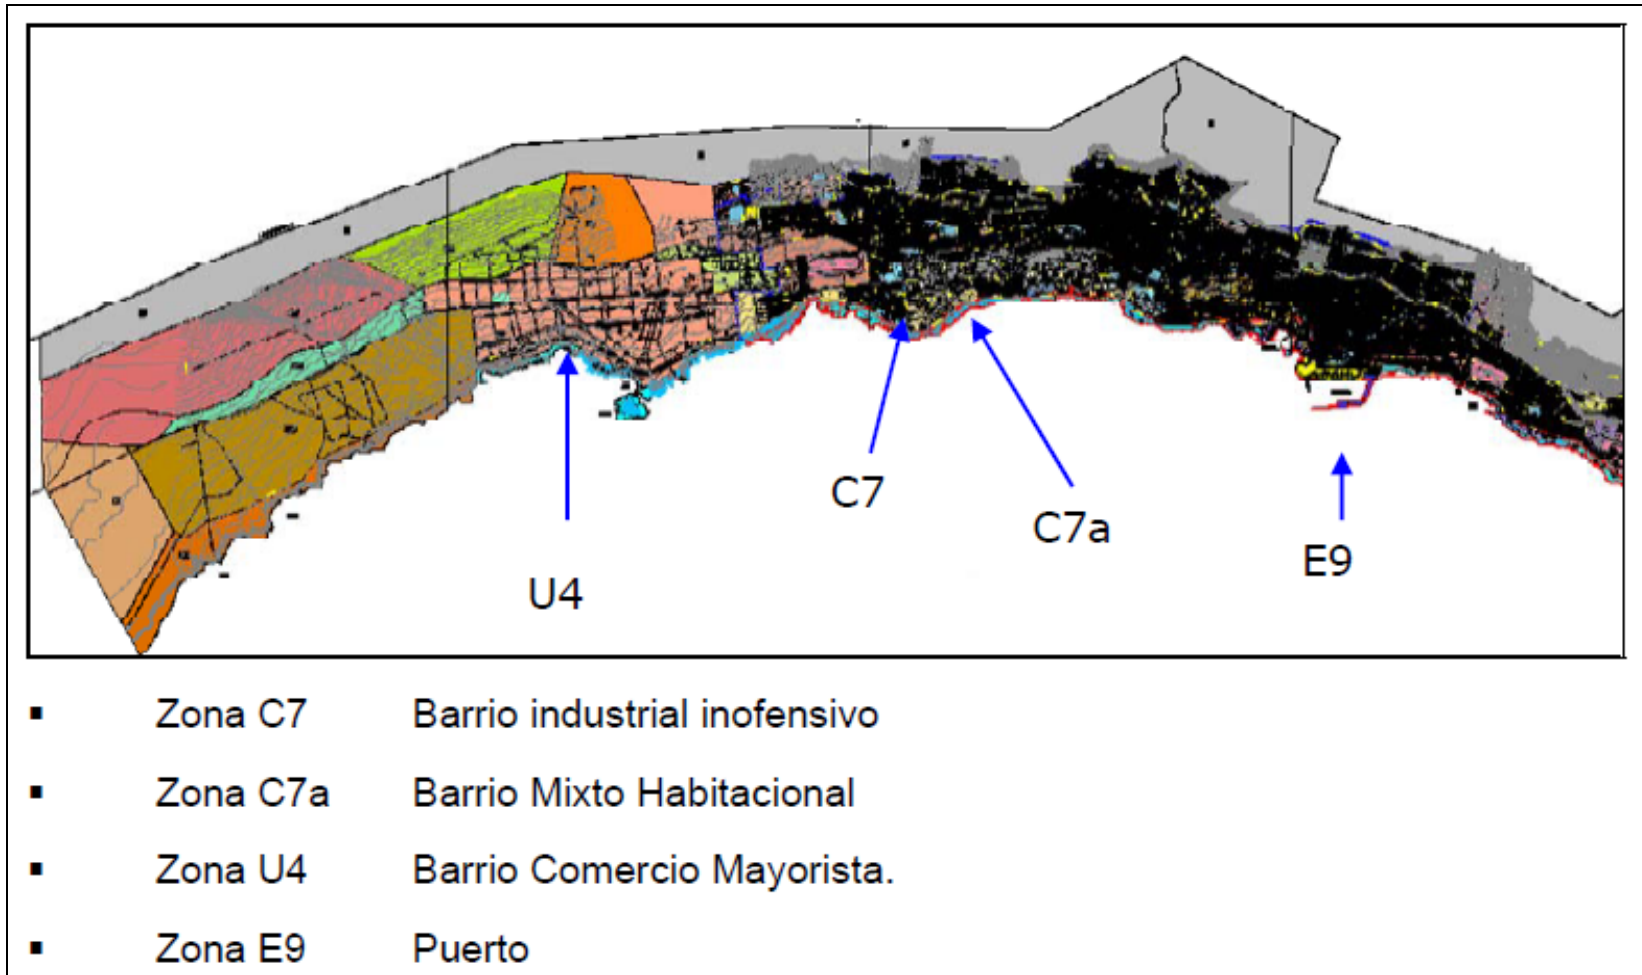 C7
C7a
E9
U4
▪ Zona C7 Barrio industrial inofensivo
▪ Zona C7a Barrio Mixto Habitacional
▪ Zona U4 Barrio Comercio Mayorista.
▪ Zona E9 Puerto